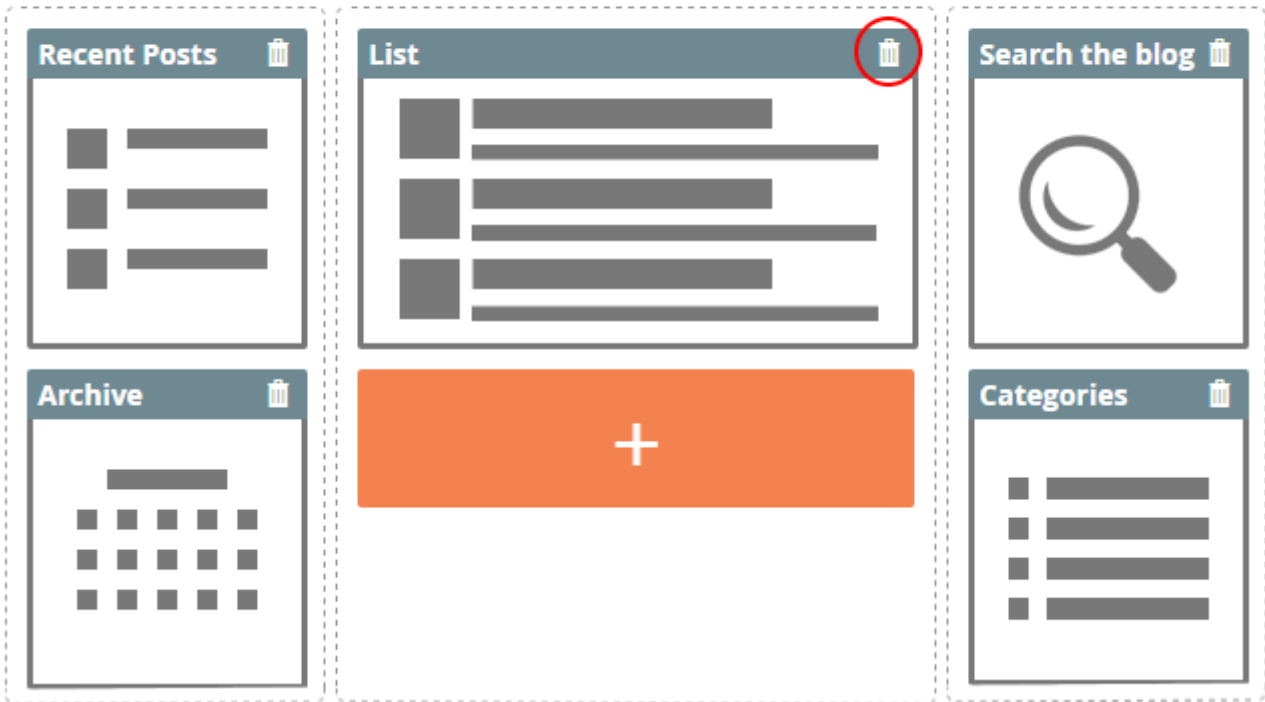 Recent Posts
List
Search the blog
Archive
+
Categories